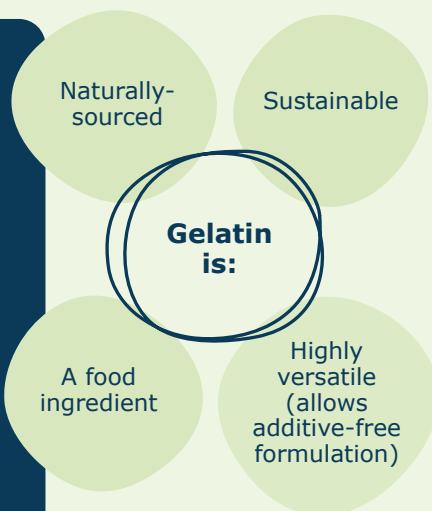 Naturally-
sourced
Sustainable
Gelatin
is:
A food
ingredient
Highly
versatile
(allows
additive-free
formulation)